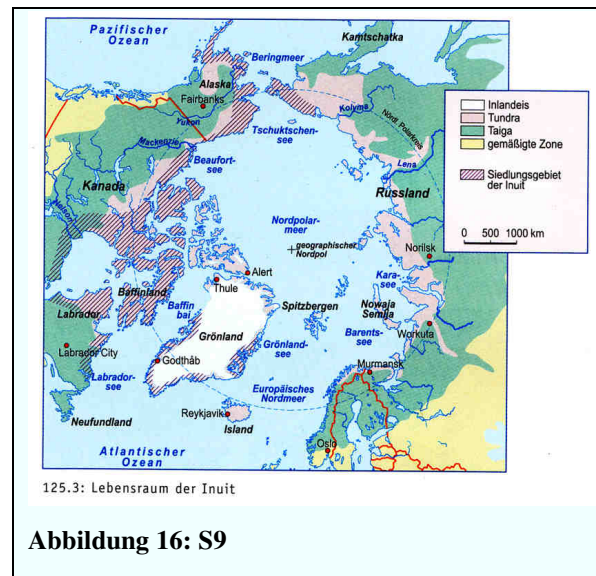 Pazifischer
Ozean
Kamtschatka
Beringmeer
Alaska
Fairbanks
Yukon
Kolyma
Nördl. Polarkreis
Tschuktschen-
see
Mackenzie
Beaufort-
see
Lena
Kanada
Russland
Nelson
Nordpolar-
meer
geographischer
Nordpol
Norilsk
Alert
Thule
Kara-
see
Baffinland
Baffin
bai
Spitzbergen
Nowaja
Semlja
Labrador
Grönland
Grönland-
see
Barents-
see
Workuta
Labrador City
Godthåb
Labrador-
see
Murmansk
Europäisches
Nordmeer
Neufundland
Reykjavik
Island
Oslo
Atlantischer
Ozean
Inlandeis
Tundra
Taiga
gemäßigte Zone
Siedlungsgebiet
der Inuit
0 500 1000 km
125.3: Lebensraum der Inuit
Abbildung 16: S9